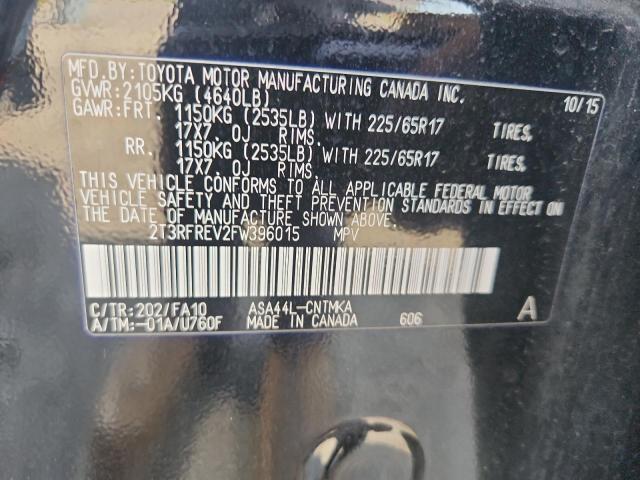 MFD.BY:TOYOTA MOTOR MANUFACTURING CANADA INC.
GVWR:2105KG (4640LB) 10/15
GAWR:FRT. 1150KG (2535LB) WITH 225/65R17 TIRES,
17X7.0J RIMS.
RR. 1150KG (2535LB) WITH 225/65R17 TIRES,
17X7.0J RIMS.
THIS VEHICLE CONFORMS TO ALL APPLICABLE FEDERAL MOTOR
VEHICLE SAFETY AND THEFT PREVENTION STANDARDS IN EFFECT ON
THE DATE OF MANUFACTURE SHOWN ABOVE.
2T3RFREV2FW396015 MPV
C/TR:202/FA10 ASA44L-CNTMKA
A/TM:-01A/U760F MADE IN CANADA 606 A